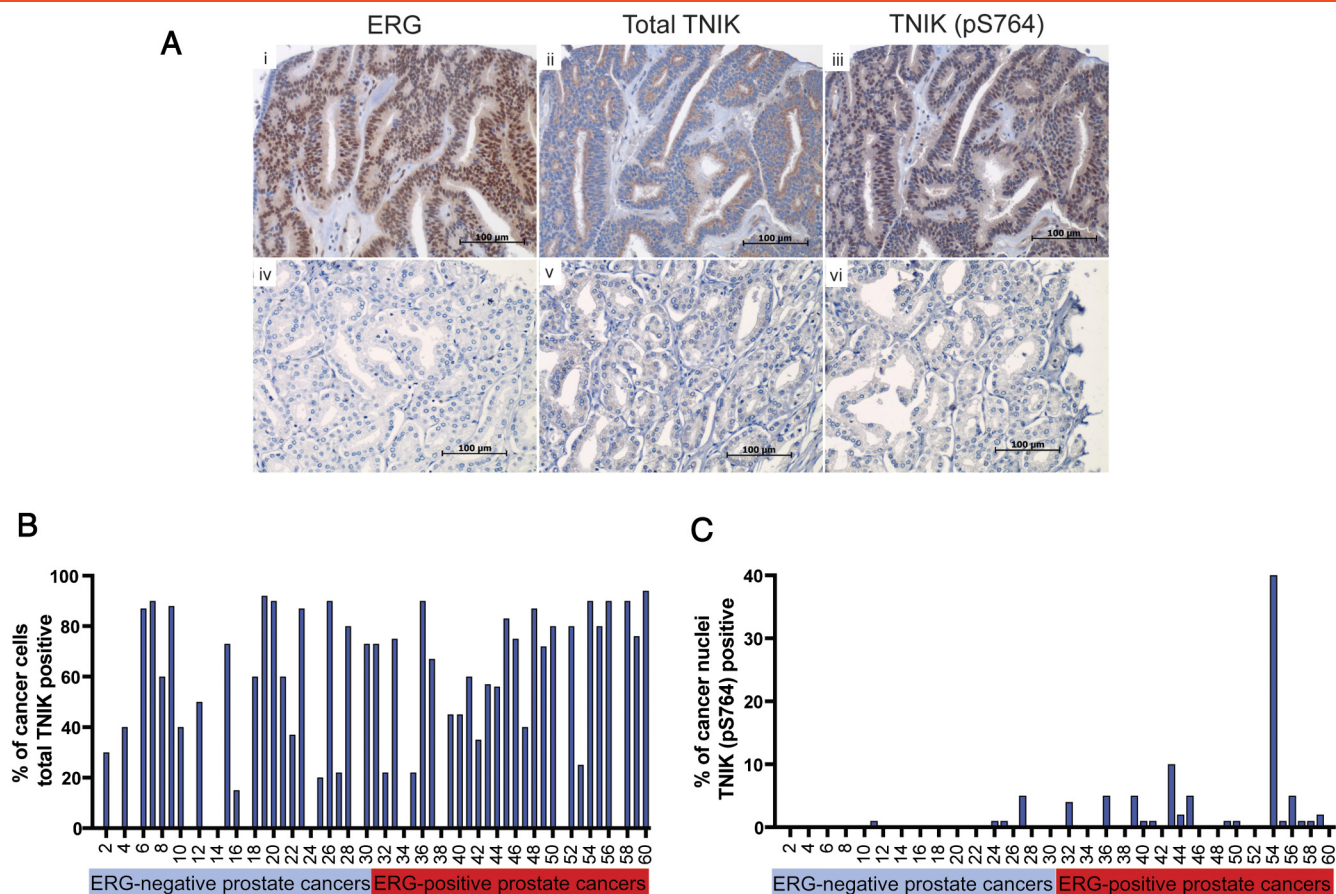 A
ERG
Total TNIK
TNIK (pS764)
i
ii
iii
100 µm
100 µm
100 µm
iv
v
vi
100 µm
100 µm
100 µm
B
% of cancer cells
total TNIK positive
100
80
60
40
20
0
2 4 6 8 10 12 14 16 18 20 22 24 26 28 30 32 34 36 38 40 42 44 46 48 50 52 54 56 58 60
ERG-negative prostate cancers ERG-positive prostate cancers
C
% of cancer nuclei
TNIK (pS764) positive
40
30
20
10
0
2 4 6 8 10 12 14 16 18 20 22 24 26 28 30 32 34 36 38 40 42 44 46 48 50 52 54 56 58 60
ERG-negative prostate cancers ERG-positive prostate cancers